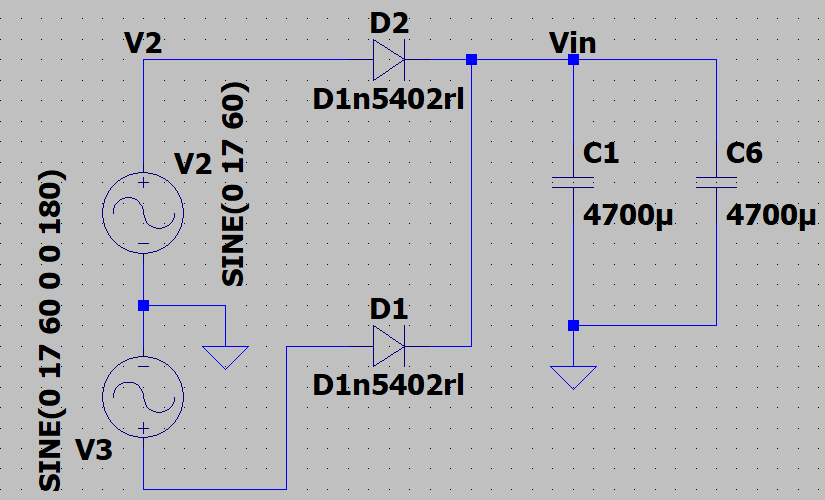 V2
D2
D1n5402rl
Vin
V2
SINE(0 17 60)
C1
4700µ
C6
4700µ
SINE(0 17 60 0 0 180)
V3
D1
D1n5402rl